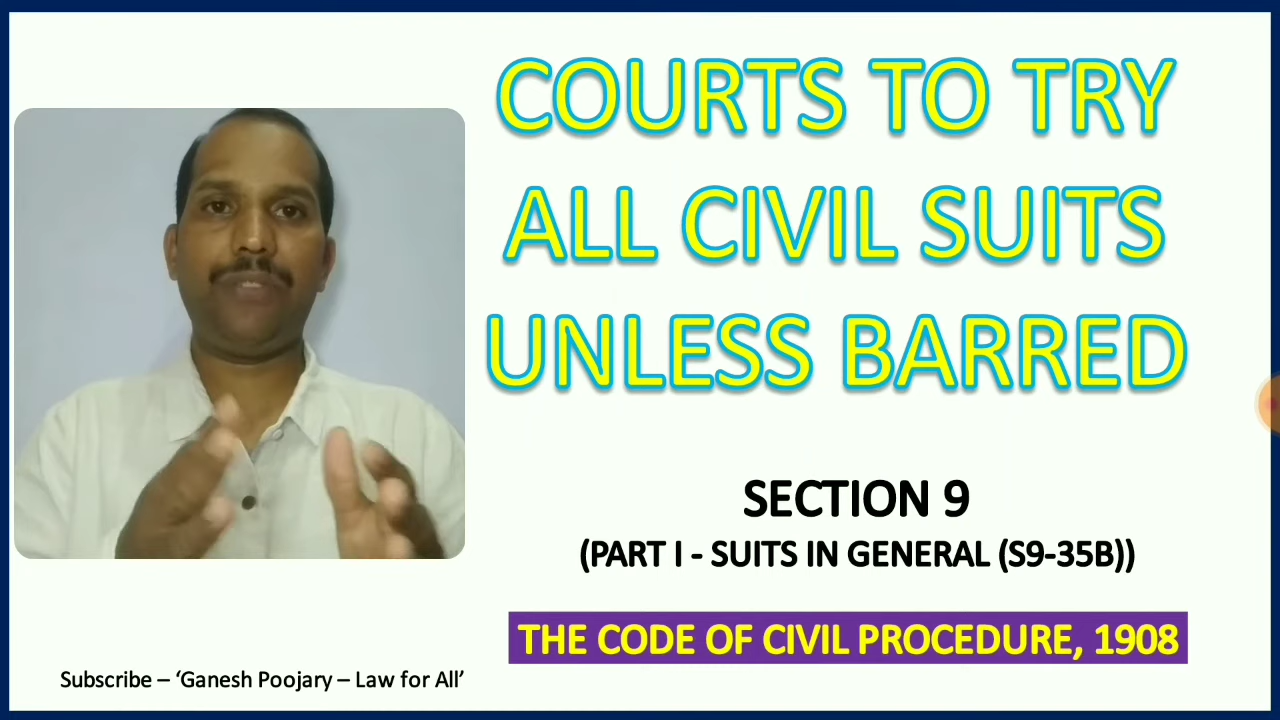 COURTS TO TRY
ALL CIVIL SUITS
UNLESS BARRED
SECTION 9
(PART I - SUITS IN GENERAL (S9-35B))
THE CODE OF CIVIL PROCEDURE, 1908
Subscribe – ‘Ganesh Poojary – Law for All’